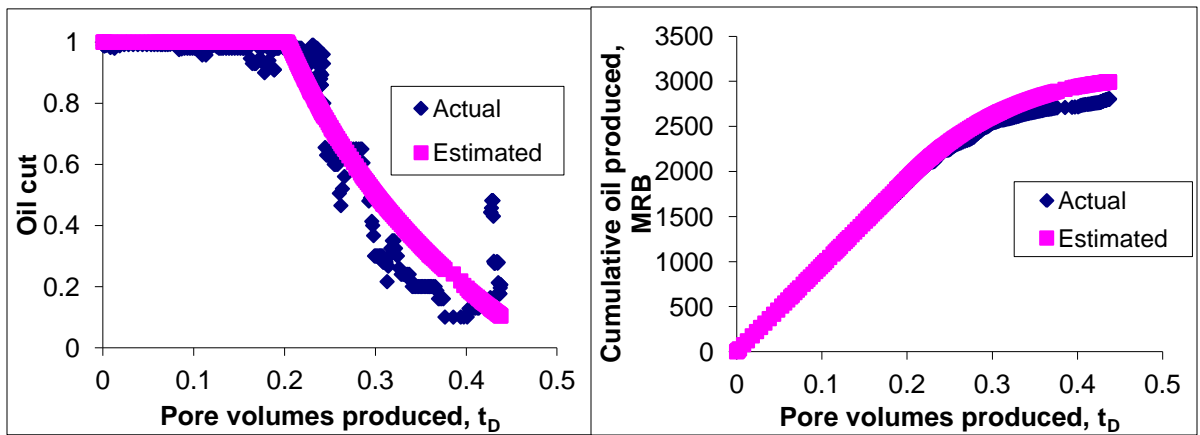 1
0.8
0.6
0.4
0.2
0
Oil cut
Actual
Estimated
0 0.1 0.2 0.3 0.4 0.5
Pore volumes produced, tD
3500
3000
2500
2000
1500
1000
500
0
Cumulative oil produced,
MRB
Actual
Estimated
0 0.1 0.2 0.3 0.4 0.5
Pore volumes produced, tD